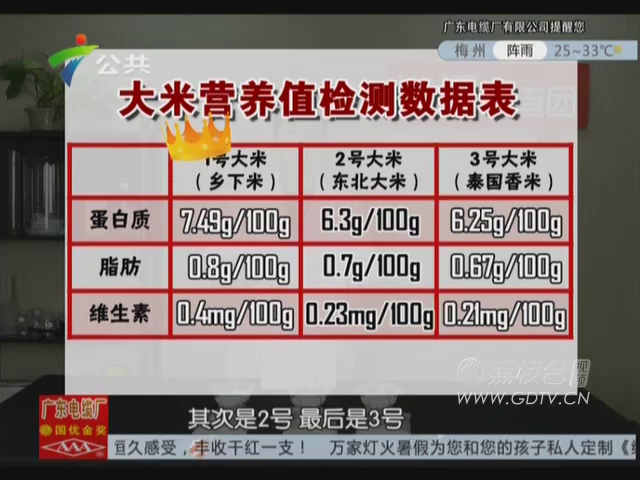 广东电缆厂有限公司提醒您
公共
梅州 阵雨 25~33℃
大米营养值检测数据表
1号大米 2号大米 3号大米
(乡下米) (东北大米) (泰国香米)
蛋白质 7.49g/100g 6.3g/100g 6.25g/100g
脂肪 0.8g/100g 0.7g/100g 0.67g/100g
维生素 0.4mg/100g 0.23mg/100g 0.21mg/100g
荔枝台 视频
WWW.GDTV.CN
广东电缆厂
国优金奖
AAA
其次是2号 最后是3号
恒久感受，丰收干红一支！ 万家灯火暑假为您和您的孩子私人定制《